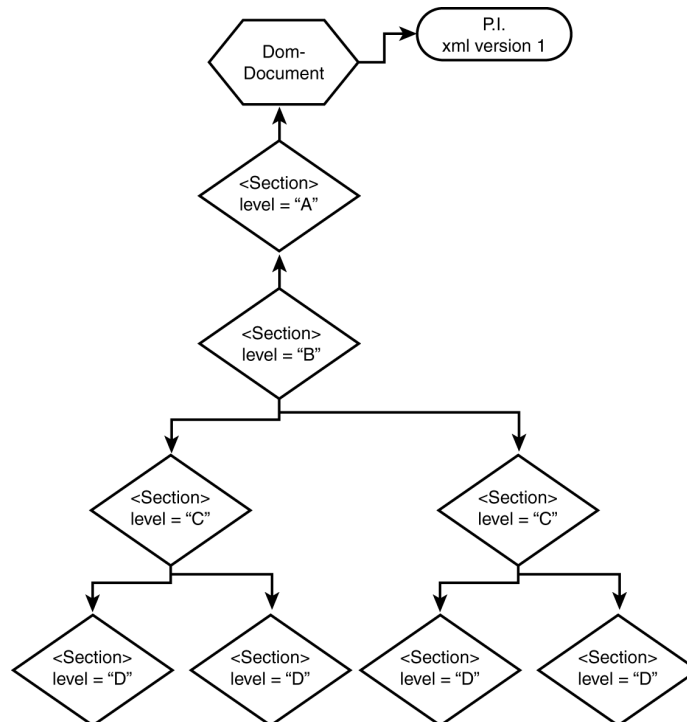 Dom-
Document
P.I.
xml version 1
<Section>
level = “A”
<Section>
level = “B”
<Section>
level = “C”
<Section>
level = “C”
<Section>
level = “D”
<Section>
level = “D”
<Section>
level = “D”
<Section>
level = “D”